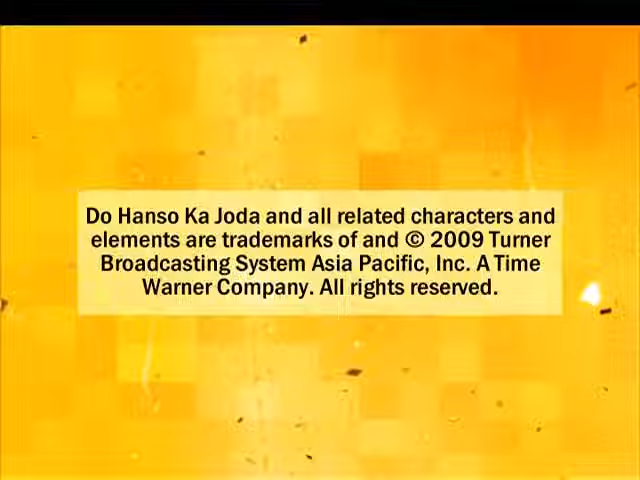 Do Hanso Ka Joda and all related characters and
elements are trademarks of and © 2009 Turner
Broadcasting System Asia Pacific, Inc. A Time
Warner Company. All rights reserved.